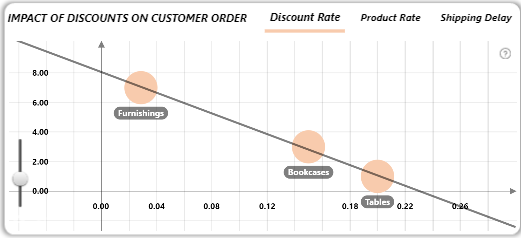 IMPACT OF DISCOUNTS ON CUSTOMER ORDER
Discount Rate
Product Rate
Shipping Delay
?
8.00
Furnishings
6.00
4.00
Bookcases
2.00
Tables
0.00
0.00 0.04 0.08 0.12 0.18 0.22 0.26